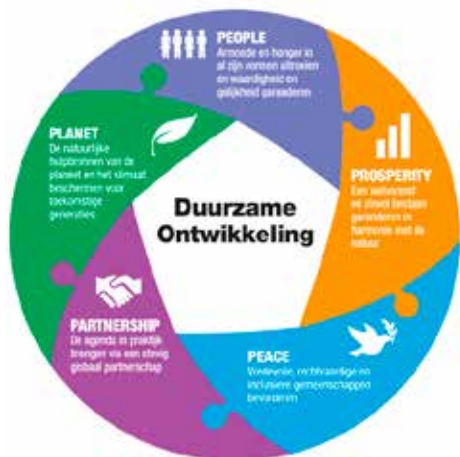 PEOPLE
Armoede en honger in
al zijn vormen uitroeien
en waardigheid en
gelijkheid garanderen
PLANET
De natuurlijke
hulpbronnen van de
planeet en het klimaat
beschermen voor
toekomstige
generaties
PROSPERITY
Een welvarend
en zinvol bestaan
garanderen in
harmonie met de
natuur
Duurzame
Ontwikkeling
PARTNERSHIP
De agenda in praktijk
brengen via een stevig
globaal partnerschap
PEACE
Vredevolle, rechtvaardige en
inclusieve gemeenschappen
bevorderen